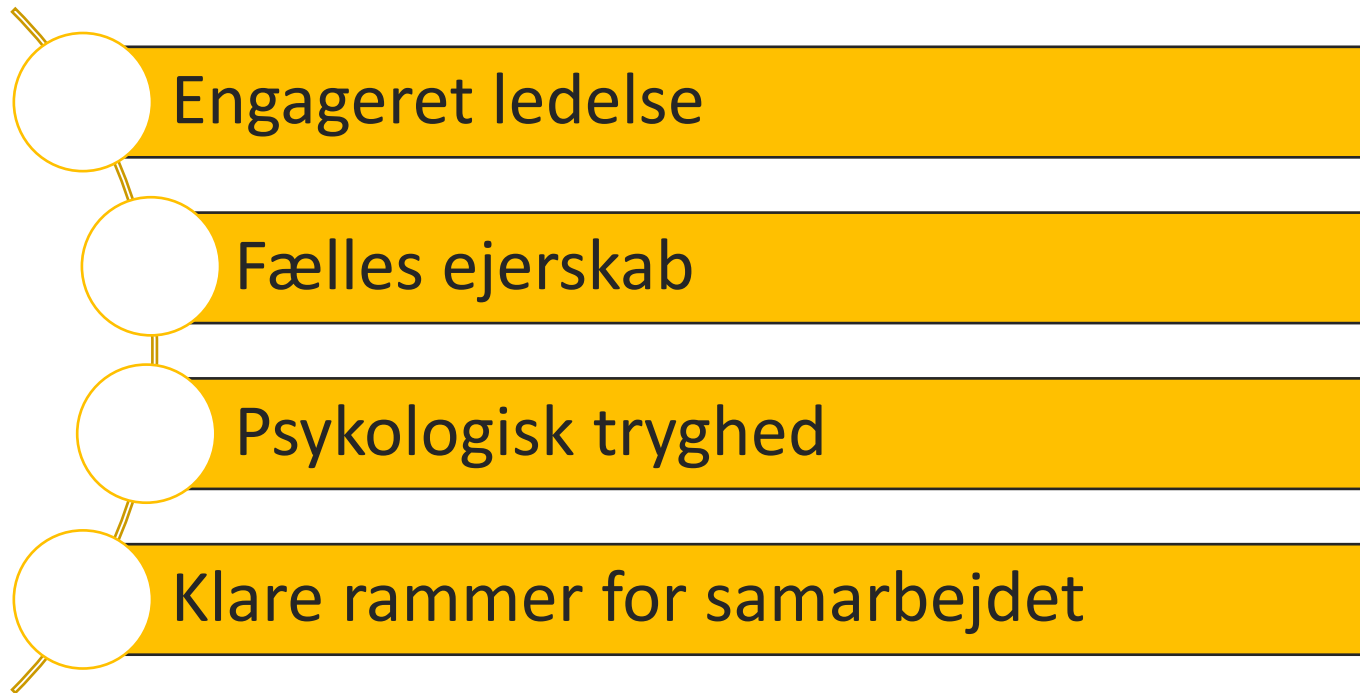 Engageret ledelse
Fælles ejerskab
Psykologisk tryghed
Klare rammer for samarbejdet